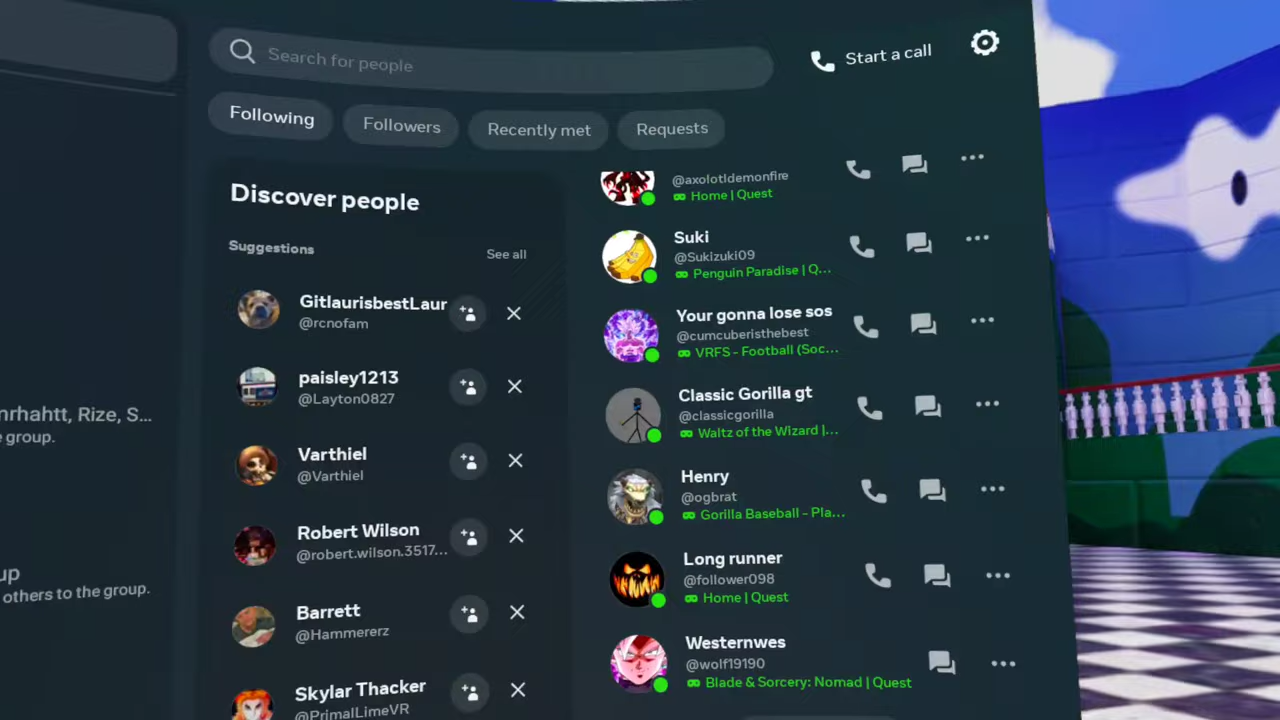 Search for people
Start a call
Following
Followers
Recently met
Requests
nrhahtt, Rize, S...
e group.
up
others to the group.
Discover people
Suggestions
See all
GitlaurisbestLaur
@rcnofam
paisley1213
@Layton0827
Varthiel
@Varthiel
Robert Wilson
@robert.wilson.3517...
Barrett
@Hammererz
Skylar Thacker
@PrimalLimeVR
@axolotldemonfire
Home | Quest
Suki
@Sukizuki09
Penguin Paradise | Q...
Your gonna lose sos
@cumcuberisthebest
VRFS - Football (Soc...
Classic Gorilla gt
@classicgorilla
Waltz of the Wizard |...
Henry
@ogbrat
Gorilla Baseball - Pla...
Long runner
@follower098
Home | Quest
Westernwes
@wolf19190
Blade & Sorcery: Nomad | Quest